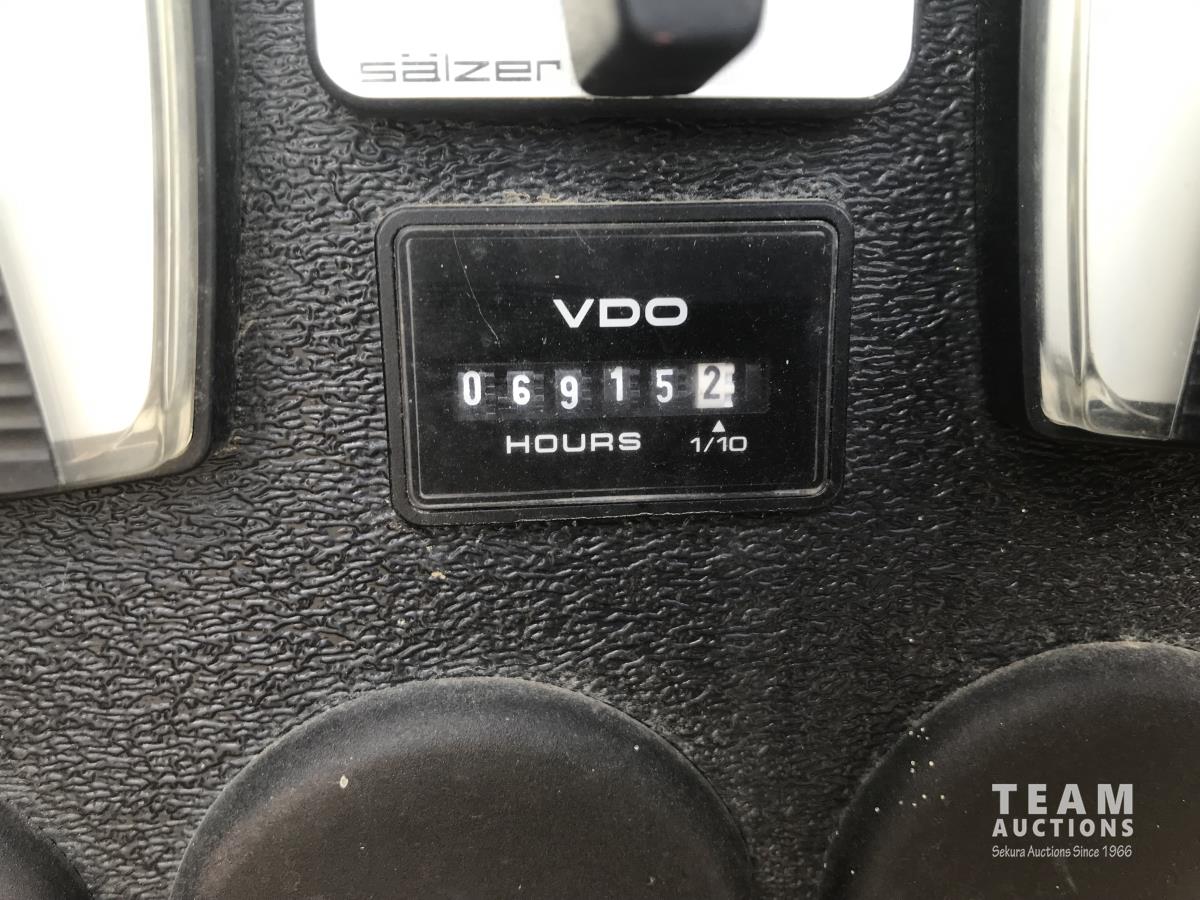 sälzer
VDO
069152
HOURS 1/10
TEAM
AUCTIONS
Sekura Auctions Since 1966